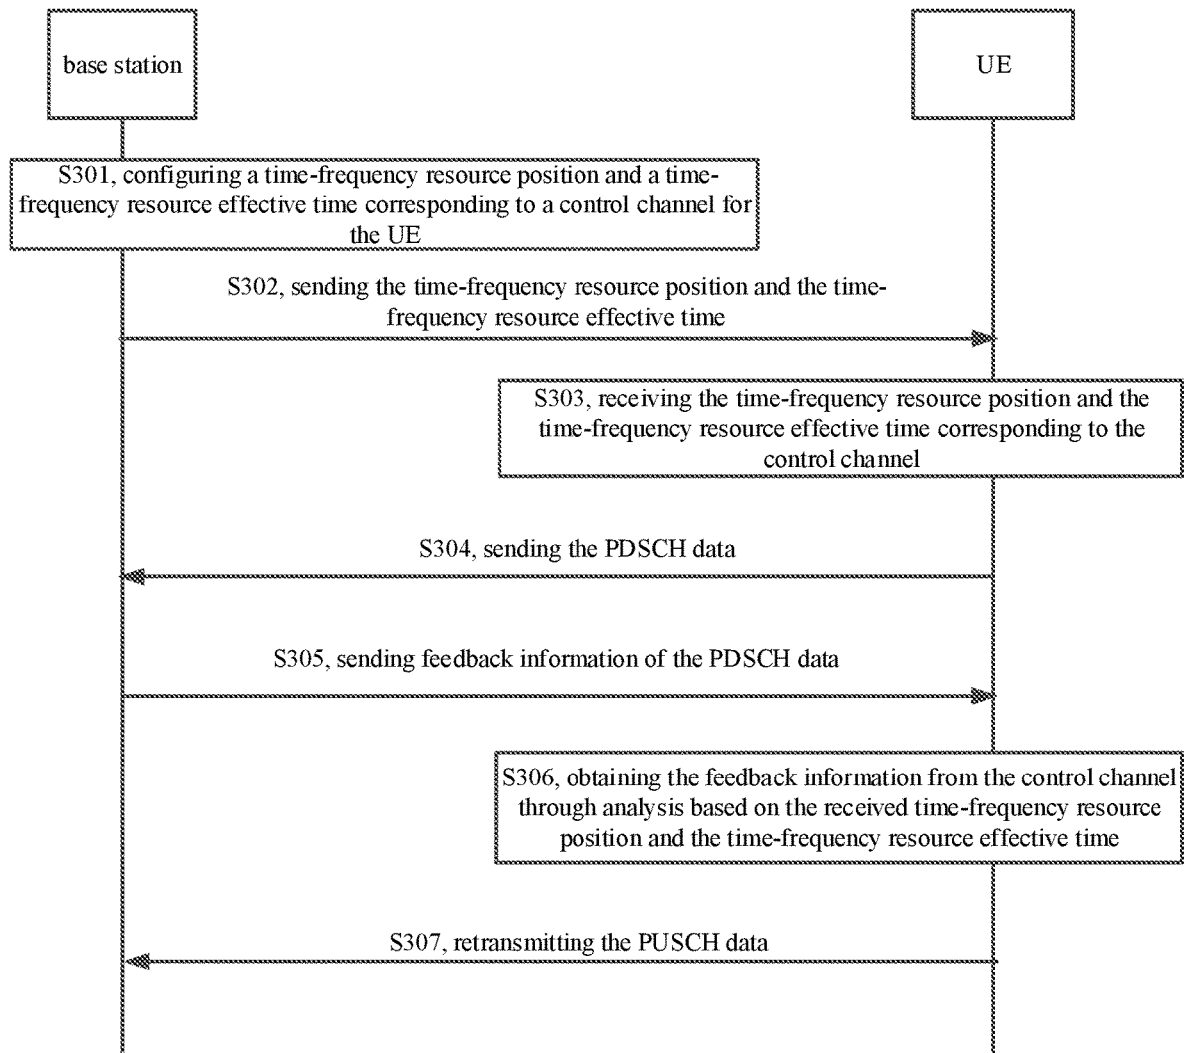 base station
UE
S301, configuring a time-frequency resource position and a time-
frequency resource effective time corresponding to a control channel for
the UE
S302, sending the time-frequency resource position and the time-
frequency resource effective time
S303, receiving the time-frequency resource position and the
time-frequency resource effective time corresponding to the
control channel
S304, sending the PDSCH data
S305, sending feedback information of the PDSCH data
S306, obtaining the feedback information from the control channel
through analysis based on the received time-frequency resource
position and the time-frequency resource effective time
S307, retransmitting the PUSCH data